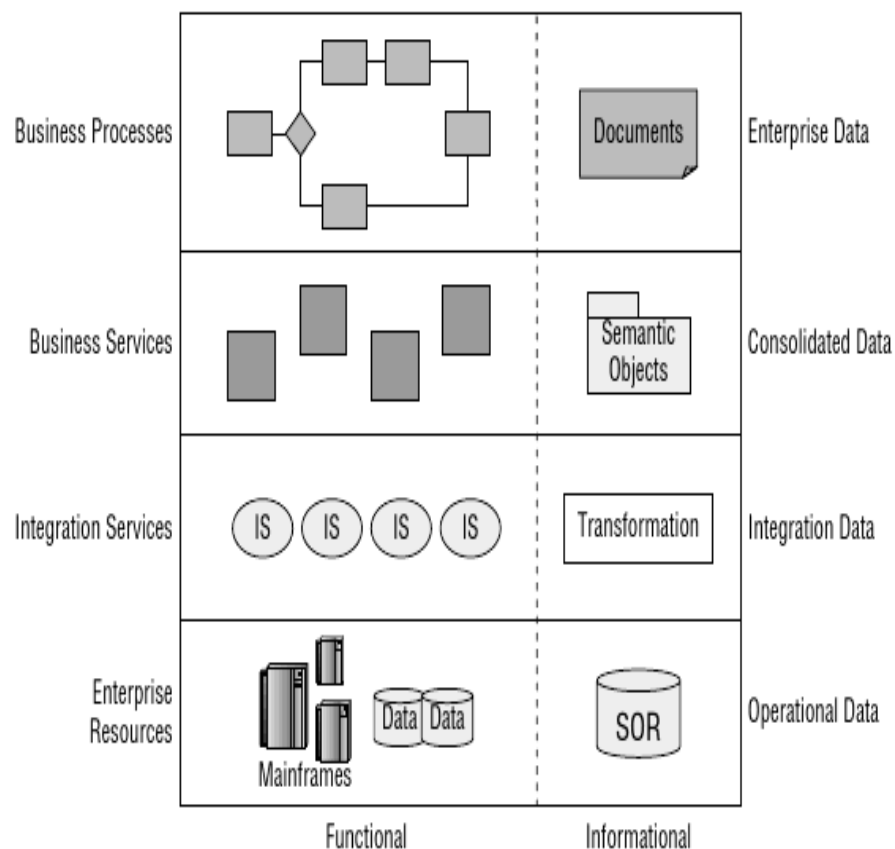 Business Processes
Documents
Enterprise Data
Business Services
Semantic
Objects
Consolidated Data
Integration Services
IS IS IS IS
Transformation
Integration Data
Enterprise
Resources
Mainframes
Data Data
SOR
Operational Data
Functional
Informational